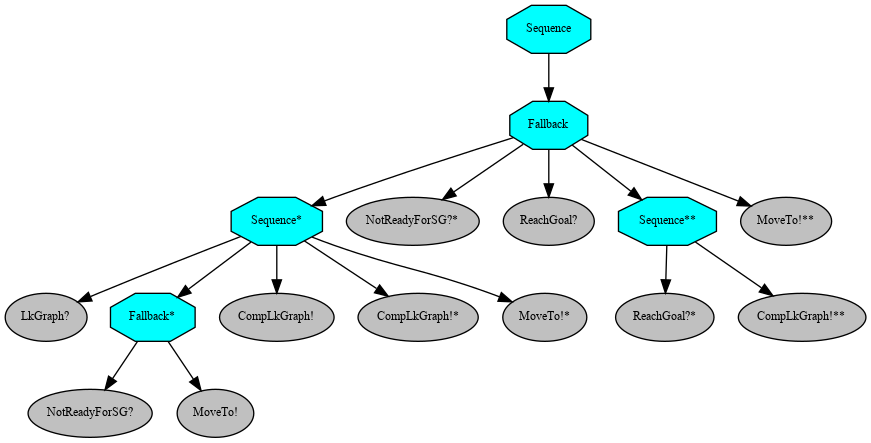 Sequence
Fallback
Sequence*
NotReadyForSG?*
ReachGoal?
Sequence**
MoveTo!**
LkGraph?
Fallback*
CompLkGraph!
CompLkGraph!*
MoveTo!*
ReachGoal?*
CompLkGraph!**
NotReadyForSG?
MoveTo!